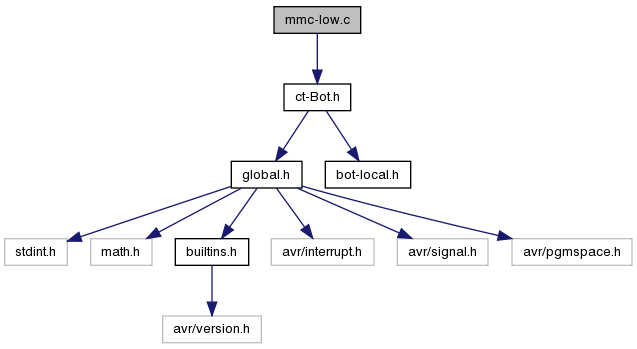 mmc-low.c
ct-Bot.h
global.h
bot-local.h
stdint.h
math.h
builtins.h
avr/interrupt.h
avr/signal.h
avr/pgmspace.h
avr/version.h